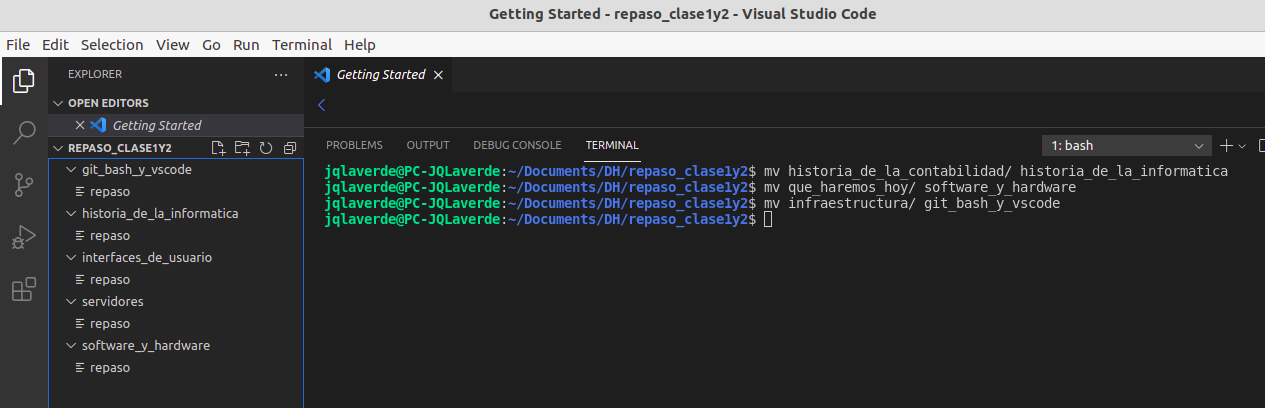 Getting Started - repaso_clase1y2 - Visual Studio Code
File Edit Selection View Go Run Terminal Help
EXPLORER ...
OPEN EDITORS
Getting Started
REPASO_CLASE1Y2
git_bash_y_vscode
repaso
historia_de_la_informatica
repaso
interfaces_de_usuario
repaso
servidores
repaso
software_y_hardware
repaso
Getting Started
PROBLEMS OUTPUT DEBUG CONSOLE TERMINAL
1: bash
jqlaverde@PC-JQLaverde:~/Documents/DH/repaso_clase1y2$ mv historia_de_la_contabilidad/ historia_de_la_informatica
jqlaverde@PC-JQLaverde:~/Documents/DH/repaso_clase1y2$ mv que_haremos_hoy/ software_y_hardware
jqlaverde@PC-JQLaverde:~/Documents/DH/repaso_clase1y2$ mv infraestructura/ git_bash_y_vscode
jqlaverde@PC-JQLaverde:~/Documents/DH/repaso_clase1y2$